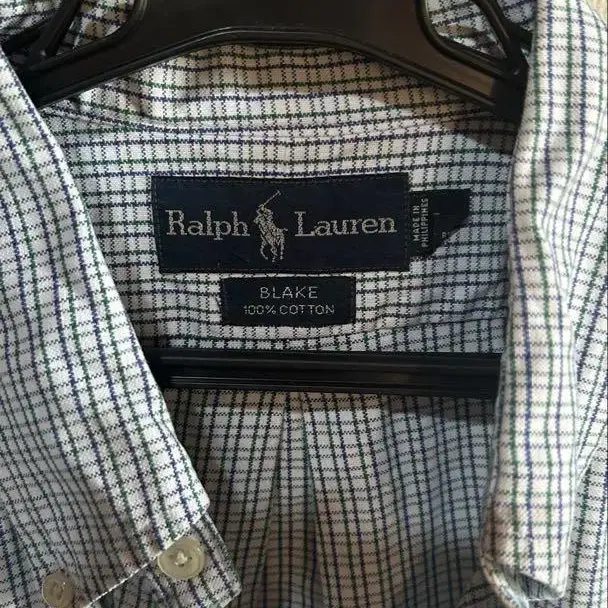 Ralph Lauren
MADE IN
PHILIPPINES
BLAKE
100% COTTON